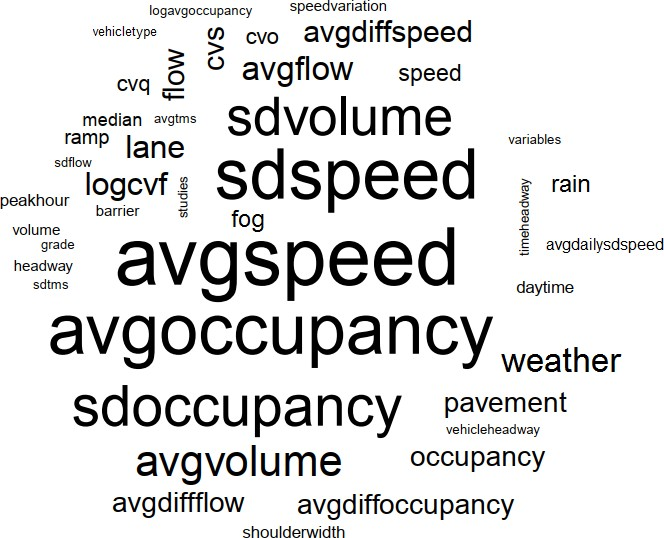 speedvariation
logavgoccupancy
vehicletype
cvs
cvo
avgdiffspeed
flow
avgflow
speed
cvq
sdvolume
median
avgtms
ramp
lane
variables
sdflow
sdspeed
logcvf
studies
rain
peakhour
barrier
fog
timeheadway
volume
grade
avgspeed
avgdailysdspeed
headway
sdtms
daytime
avgoccupancy
weather
sdoccupancy
pavement
vehicleheadway
avgvolume
occupancy
avgdiffflow
avgdiffoccupancy
shoulderwidth